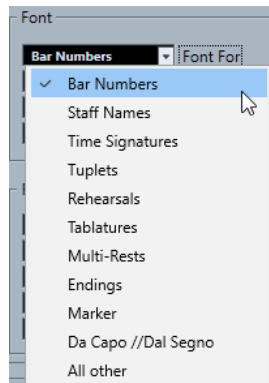 Font
Bar Numbers Font For
Bar Numbers
Staff Names
Time Signatures
Tuplets
Rehearsals
Tablatures
Multi-Rests
Endings
Marker
Da Capo //Dal Segno
All other